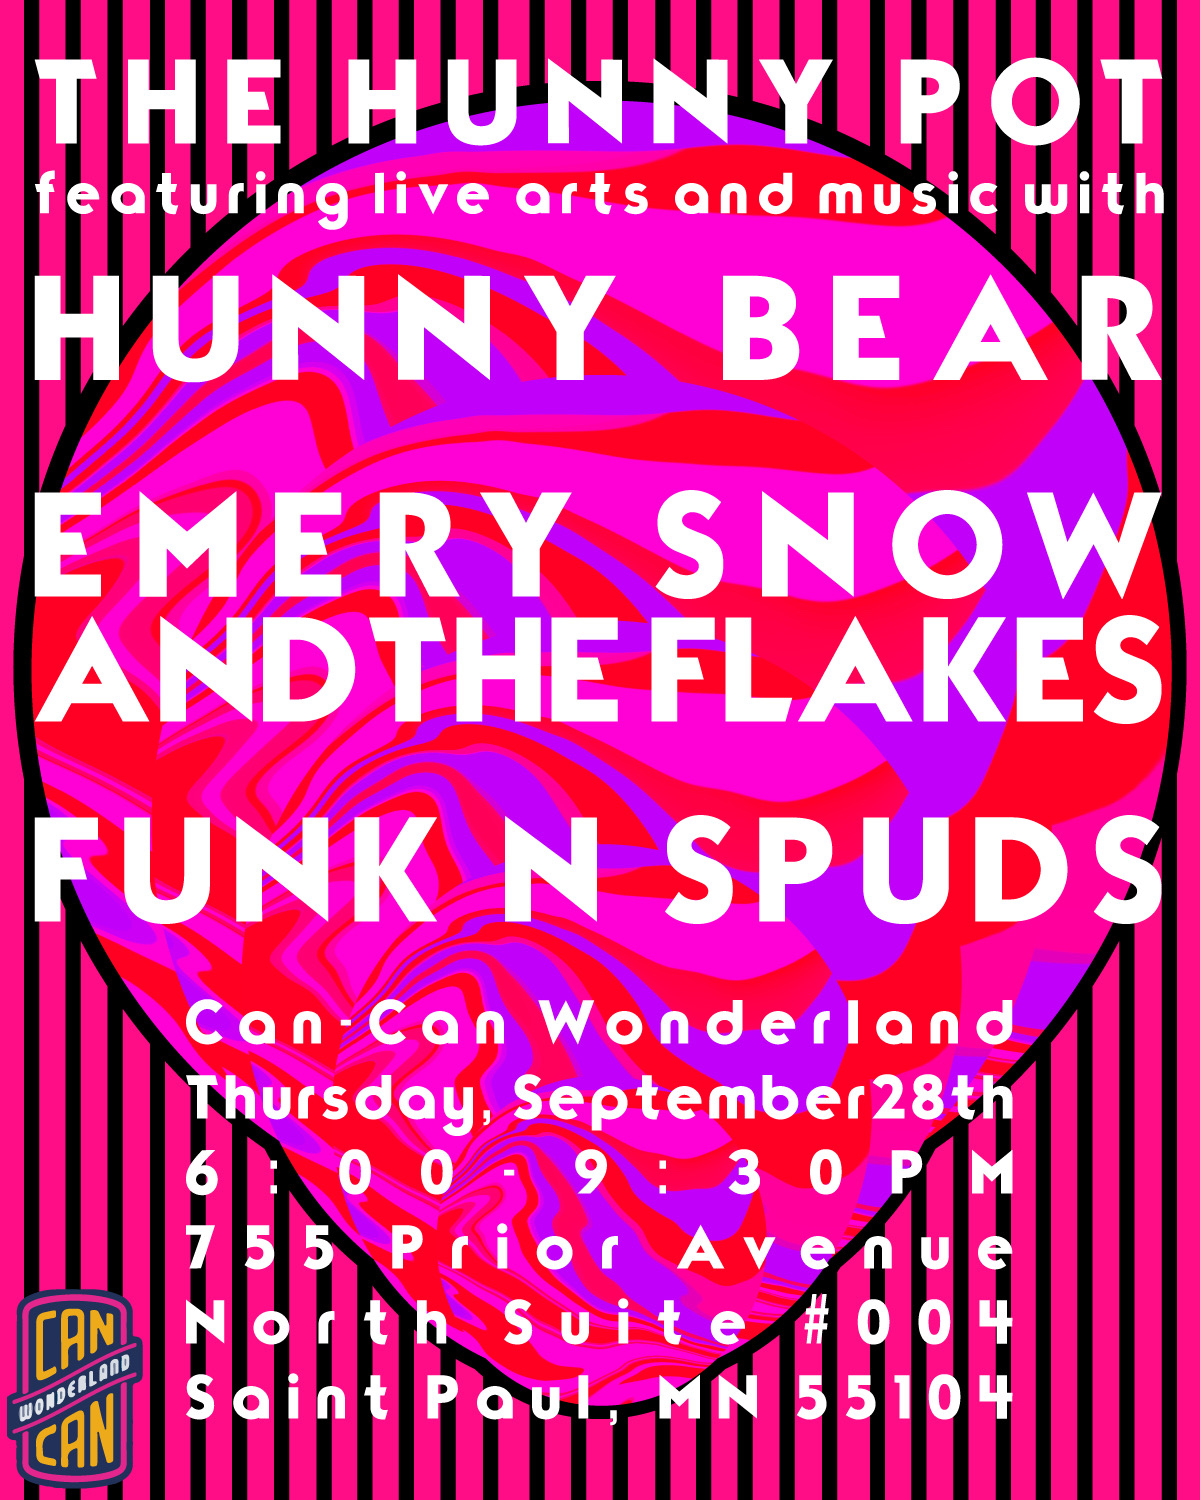 THE HUNNY POT
featuring live arts and music with
HUNNY BEAR
EMERY SNOW
AND THE FLAKES
FUNK N SPUDS
Can-Can Wonderland
Thursday, September 28th
6:00-9:30PM
755 Prior Avenue
North Suite #004
Saint Paul, MN 55104
CAN
WONDERLAND
CAN